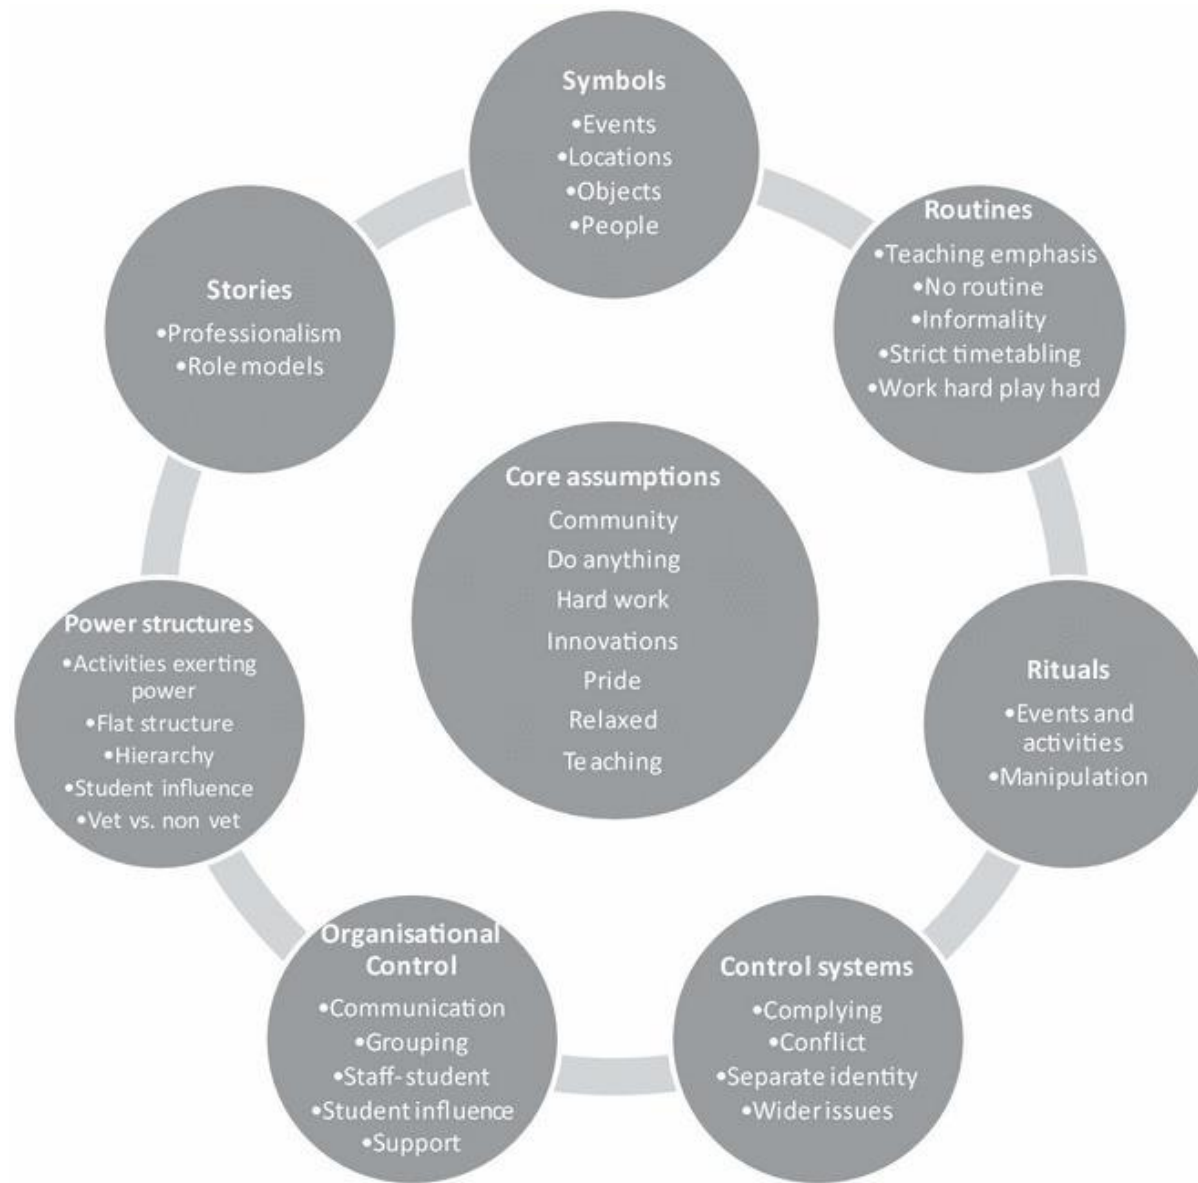 Symbols
•Events
•Locations
•Objects
•People
Routines
•Teaching emphasis
•No routine
•Informality
•Strict timetabling
•Work hard play hard
Stories
•Professionalism
•Role models
Core assumptions
Community
Do anything
Hard work
Innovations
Pride
Relaxed
Teaching
Power structures
•Activities exerting
power
•Flat structure
•Hierarchy
•Student influence
•Vet vs. non vet
Rituals
•Events and
activities
•Manipulation
Organisational
Control
•Communication
•Grouping
•Staff-student
•Student influence
•Support
Control systems
•Complying
•Conflict
•Separate identity
•Wider issues